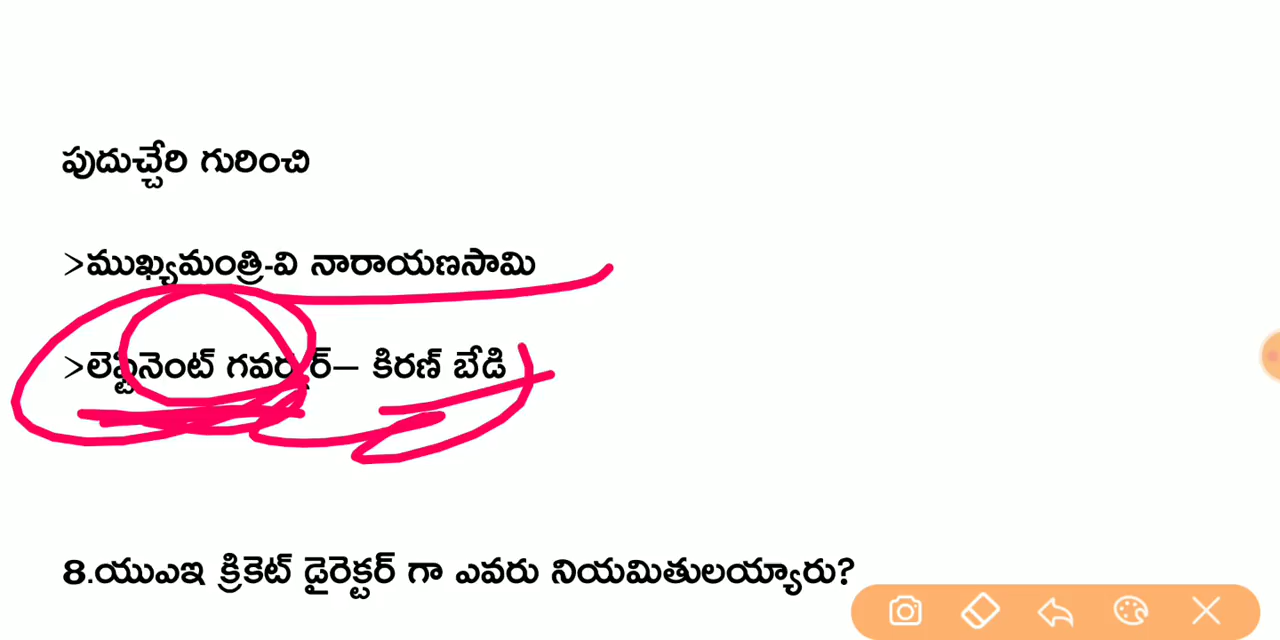 పుదుచ్చేరి గురించి
>ముఖ్యమంత్రి-వి నారాయణసామి
>లెఫ్టినెంట్ గవర్నర్– కిరణ్ బేడి
8.యుఎఇ క్రికెట్ డైరెక్టర్ గా ఎవరు నియమితులయ్యారు?